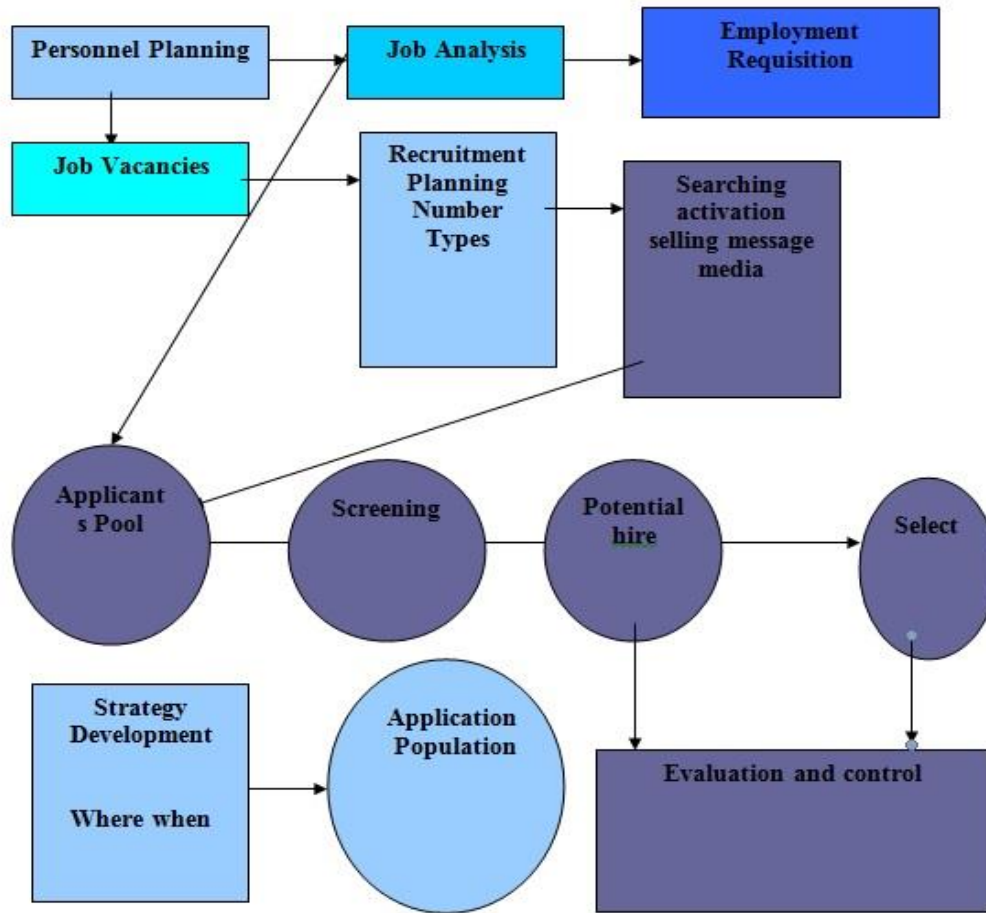 Personnel Planning
Job Analysis
Employment
Requisition
Job Vacancies
Recruitment
Planning
Number
Types
Searching
activation
selling message
media
Applicant
s Pool
Screening
Potential
hire
Select
Strategy
Development
Where when
Application
Population
Evaluation and control